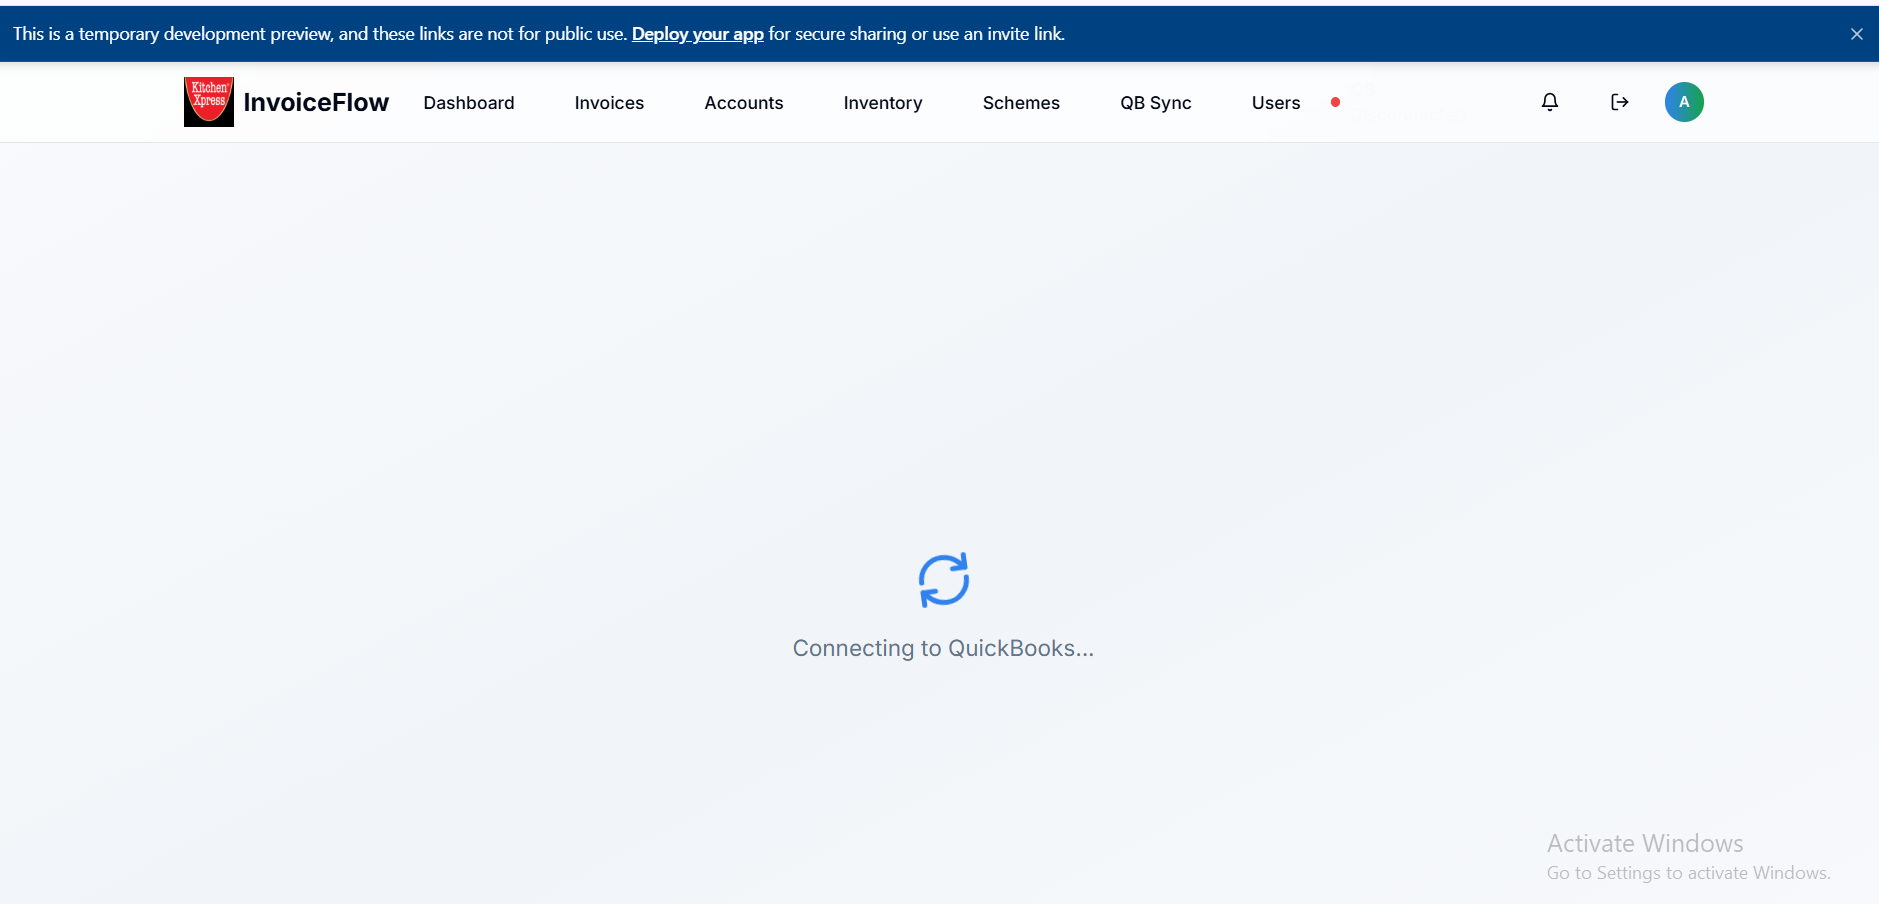 This is a temporary development preview, and these links are not for public use. Deploy your app for secure sharing or use an invite link.
Kitchen
Xpress
InvoiceFlow
Dashboard
Invoices
Accounts
Inventory
Schemes
QB Sync
Users
A
Connecting to QuickBooks...
Activate Windows
Go to Settings to activate Windows.